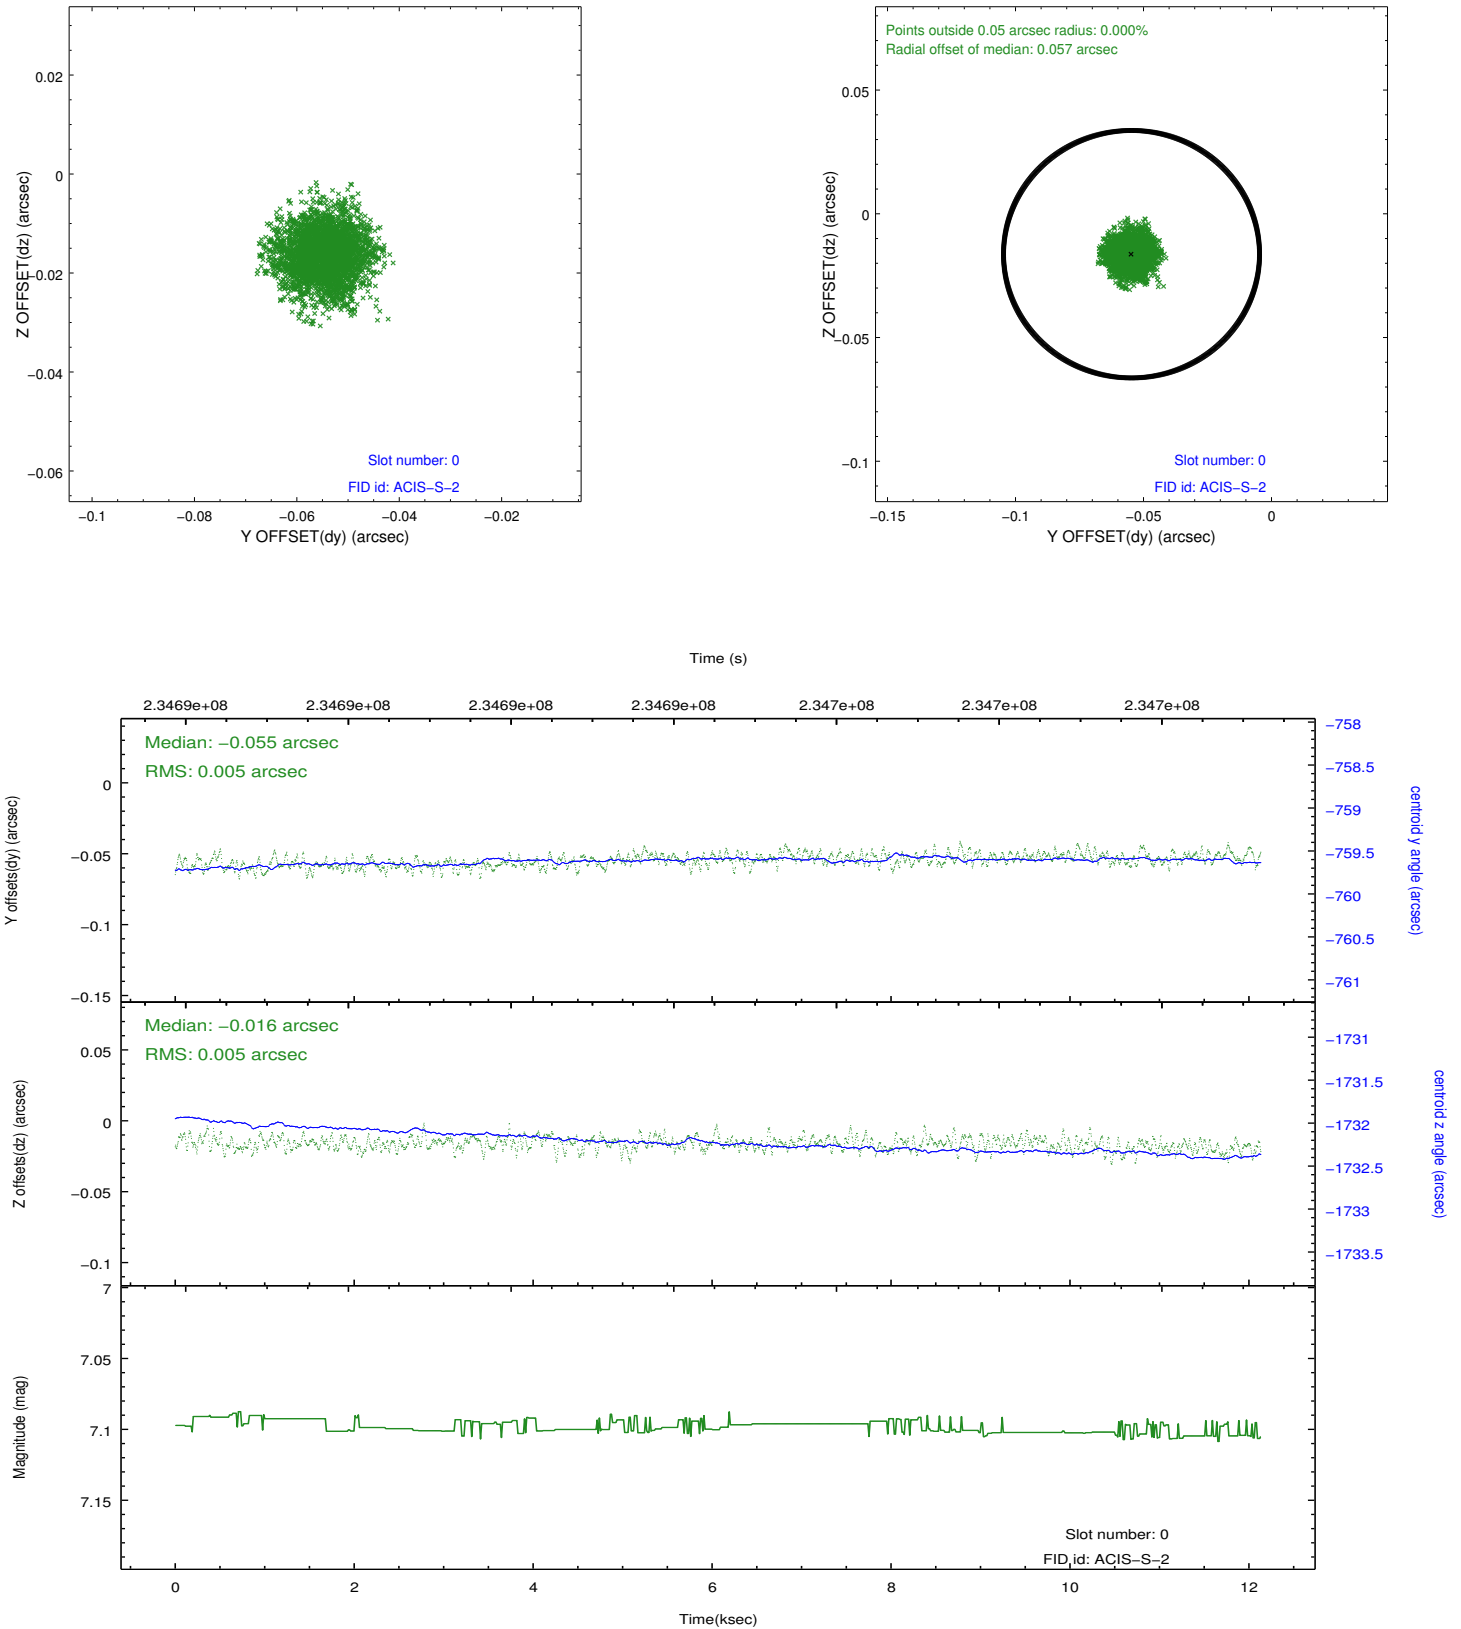 0.02
0
−0.02
−0.04
−0.06
Z OFFSET(dz) (arcsec)
Slot number: 0
FID id: ACIS−S−2
−0.1 −0.08 −0.06 −0.04 −0.02
Y OFFSET(dy) (arcsec)
Points outside 0.05 arcsec radius: 0.000%
Radial offset of median: 0.057 arcsec
0.05
0
−0.05
−0.1
Z OFFSET(dz) (arcsec)
Slot number: 0
FID id: ACIS−S−2
−0.15 −0.1 −0.05 0
Y OFFSET(dy) (arcsec)
Time (s)
2.3469e+08 2.3469e+08 2.3469e+08 2.3469e+08 2.347e+08 2.347e+08 2.347e+08
Median: −0.055 arcsec
RMS: 0.005 arcsec
0
−0.05
−0.1
−0.15
Y offsets(dy) (arcsec)
−758
−758.5
−759
−759.5
−760
−760.5
−761
centroid y angle (arcsec)
Median: −0.016 arcsec
RMS: 0.005 arcsec
0.05
0
−0.05
−0.1
Z offsets(dz) (arcsec)
−1731
−1731.5
−1732
−1732.5
−1733
−1733.5
centroid z angle (arcsec)
7
7.05
7.1
7.15
Magnitude (mag)
Slot number: 0
FID id: ACIS−S−2
0 2 4 6 8 10 12
Time(ksec)